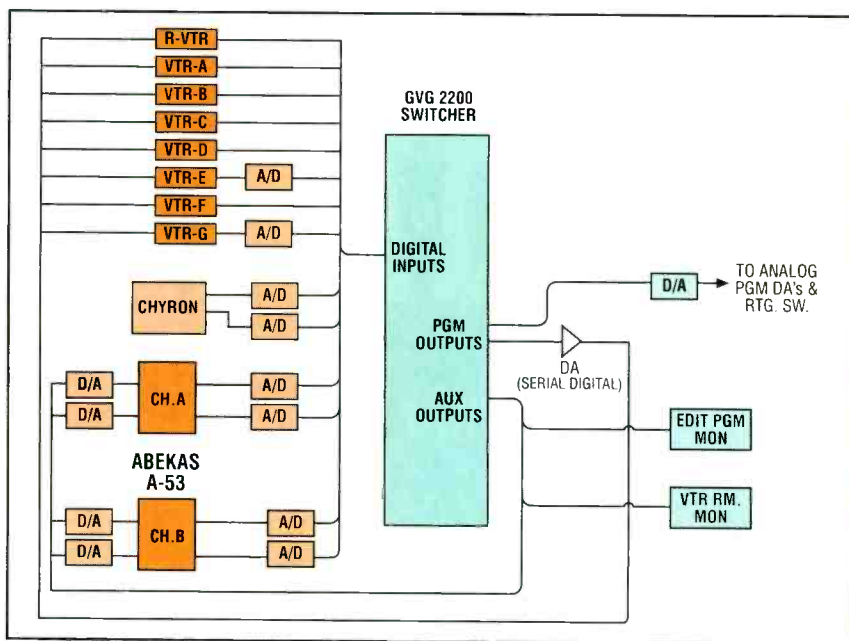 R-VTR
VTR-A
VTR-B
VTR-C
VTR-D
VTR-E
A/D
VTR-F
VTR-G
A/D
CHYRON
A/D
A/D
D/A
D/A
CH.A
A/D
A/D
ABEKAS
A-53
D/A
D/A
CH.B
A/D
A/D
GVG 2200
SWITCHER
DIGITAL
INPUTS
PGM
OUTPUTS
AUX
OUTPUTS
D/A
TO ANALOG
PGM DA's &
RTG. SW.
DA
(SERIAL DIGITAL)
EDIT PGM
MON
VTR RM.
MON